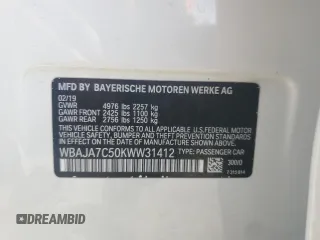 MFD BY BAYERISCHE MOTOREN WERKE AG
02/19
GVWR 4976 lbs 2257 kg
GAWR FRONT 2425 lbs 1100 kg
GAWR REAR 2756 lbs 1250 kg
THIS VEHICLE CONFORMS TO ALL APPLICABLE FEDERAL MOTOR
VEHICLE SAFETY, BUMPER, AND THEFT PREVENTION
STANDARDS IN EFFECT ON THE DATE OF
MANUFACTURE SHOWN ABOVE.
WBAJA7C50KWW31412 TYPE: PASSENGER CAR
300/0
DREAMBID